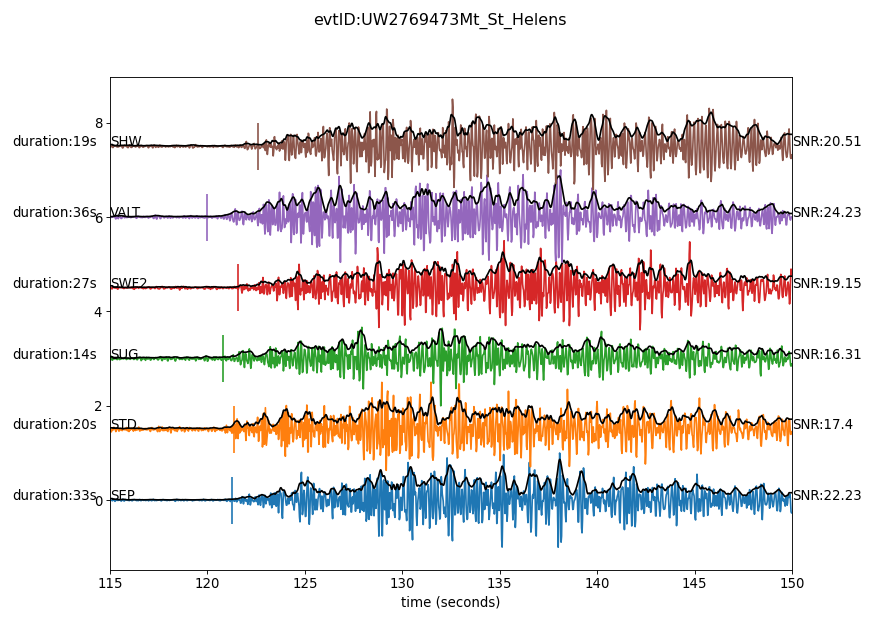 evtID:UW2769473Mt_St_Helens
8
duration:19s SHW SNR:20.51
duration:36s VALT SNR:24.23
6
duration:27s SWF2 SNR:19.15
4
duration:14s SUG SNR:16.31
2
duration:20s STD SNR:17.4
duration:33s SEP SNR:22.23
0
115 120 125 130 135 140 145 150
time (seconds)